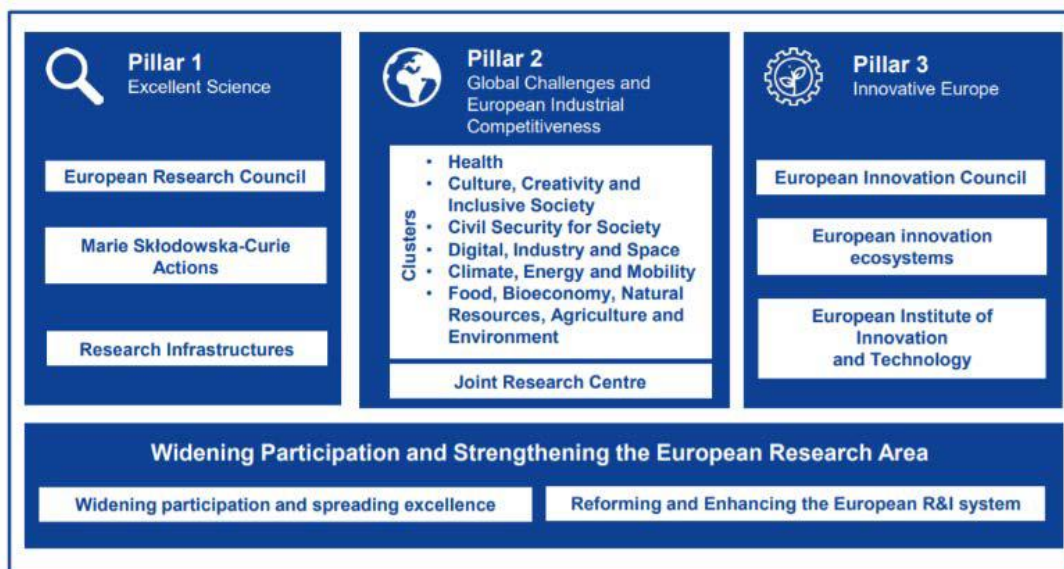 Pillar 1
Excellent Science
European Research Council
Marie Skłodowska-Curie
Actions
Research Infrastructures
Pillar 2
Global Challenges and
European Industrial
Competitiveness
Clusters
• Health
• Culture, Creativity and
Inclusive Society
• Civil Security for Society
• Digital, Industry and Space
• Climate, Energy and Mobility
• Food, Bioeconomy, Natural
Resources, Agriculture and
Environment
Joint Research Centre
Pillar 3
Innovative Europe
European Innovation Council
European innovation
ecosystems
European Institute of
Innovation
and Technology
Widening Participation and Strengthening the European Research Area
Widening participation and spreading excellence
Reforming and Enhancing the European R&I system